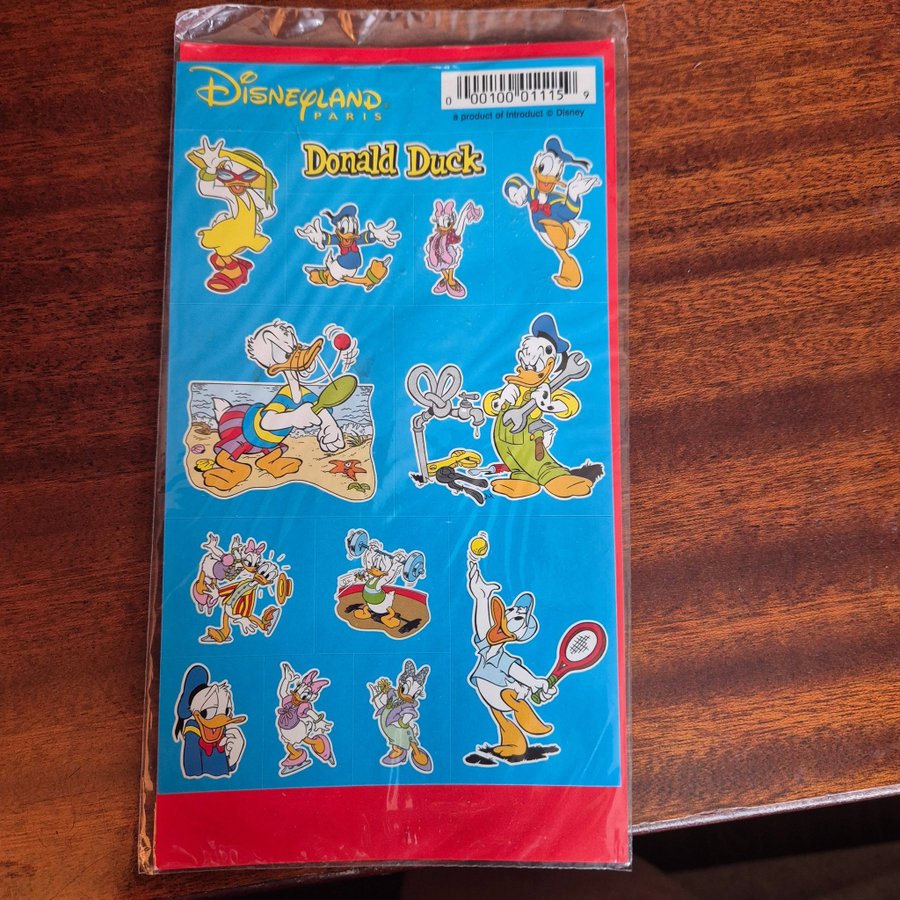 DISNEYLAND
PARIS
0 00100 01115 9
a product of Introduct © Disney
Donald Duck